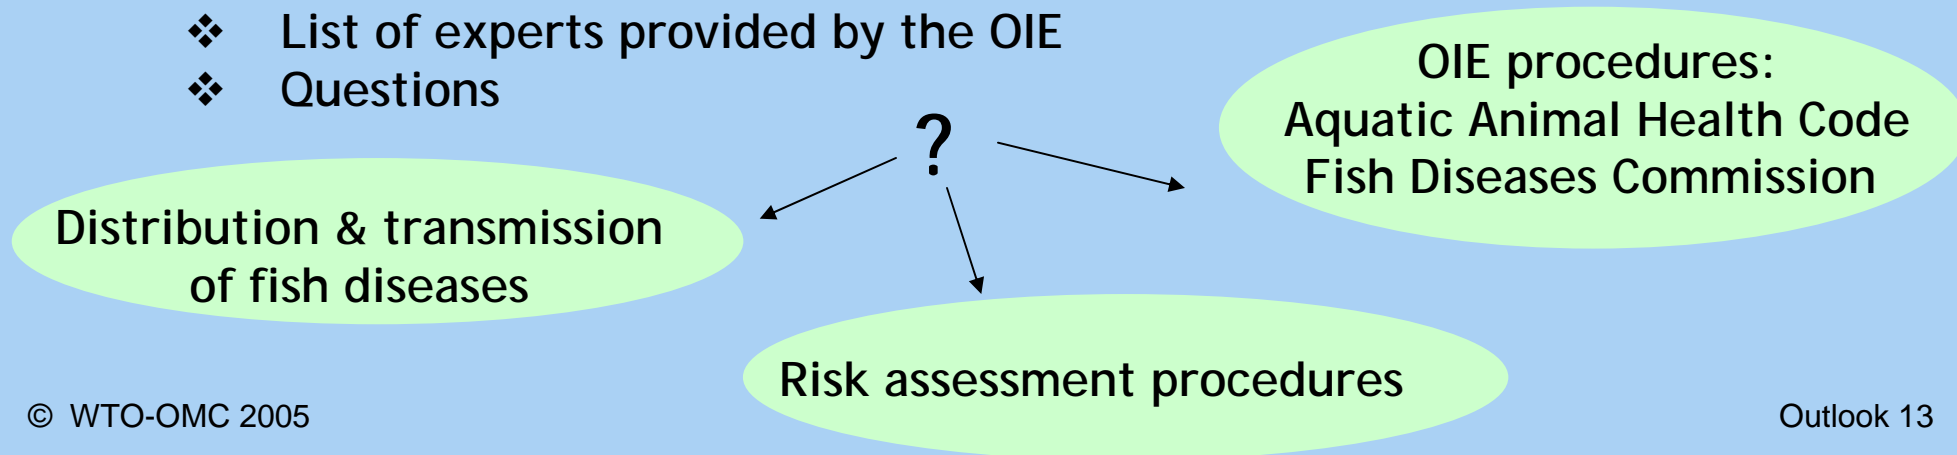 ❖ List of experts provided by the OIE
❖ Questions
?
OIE procedures:
Aquatic Animal Health Code
Fish Diseases Commission
Distribution & transmission
of fish diseases
Risk assessment procedures
© WTO-OMC 2005
Outlook 13